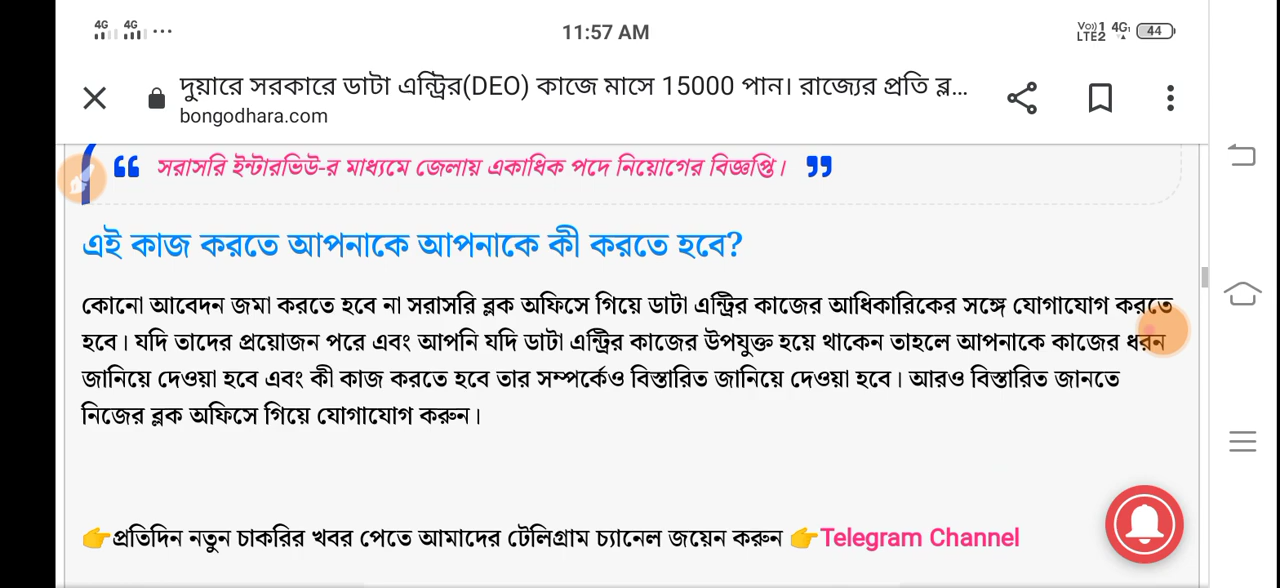 4G 4G ... 11:57 AM Vo)) 1 LTE2 4G 44
দুয়ারে সরকারে ডাটা এন্ট্রির(DEO) কাজে মাসে 15000 পান। রাজ্যের প্রতি ব্ল...
bongodhara.com
❝ সরাসরি ইন্টারভিউ-র মাধ্যমে জেলায় একাধিক পদে নিয়োগের বিজ্ঞপ্তি। ❞
এই কাজ করতে আপনাকে আপনাকে কী করতে হবে?
কোনো আবেদন জমা করতে হবে না সরাসরি ব্লক অফিসে গিয়ে ডাটা এন্ট্রির কাজের আধিকারিকের সঙ্গে যোগাযোগ করতে
হবে। যদি তাদের প্রয়োজন পরে এবং আপনি যদি ডাটা এন্ট্রির কাজের উপযুক্ত হয়ে থাকেন তাহলে আপনাকে কাজের ধরন
জানিয়ে দেওয়া হবে এবং কী কাজ করতে হবে তার সম্পর্কেও বিস্তারিত জানিয়ে দেওয়া হবে। আরও বিস্তারিত জানতে
নিজের ব্লক অফিসে গিয়ে যোগাযোগ করুন।
👉প্রতিদিন নতুন চাকরির খবর পেতে আমাদের টেলিগ্রাম চ্যানেল জয়েন করুন 👉Telegram Channel